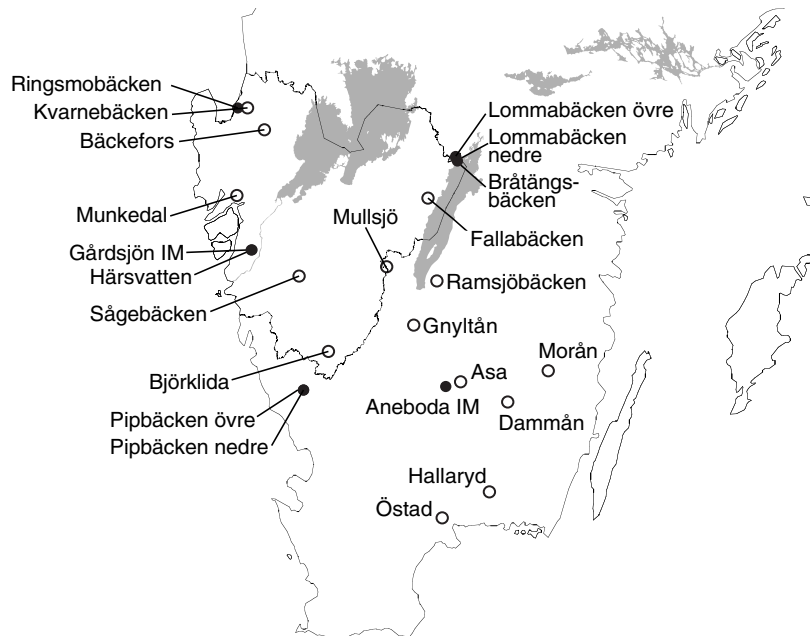 Ringsmobäcken
Kvarnebäcken
Bäckefors
Lommabäcken övre
Lommabäcken
nedre
Bråtängs-
bäcken
Munkedal
Mullsjö
Fallabäcken
Gårdsjön IM
Härsvatten
Ramsjöbäcken
Sågebäcken
Gnyltån
Morån
Björklida
Asa
Aneboda IM
Dammån
Pipbäcken övre
Pipbäcken nedre
Hallaryd
Östad